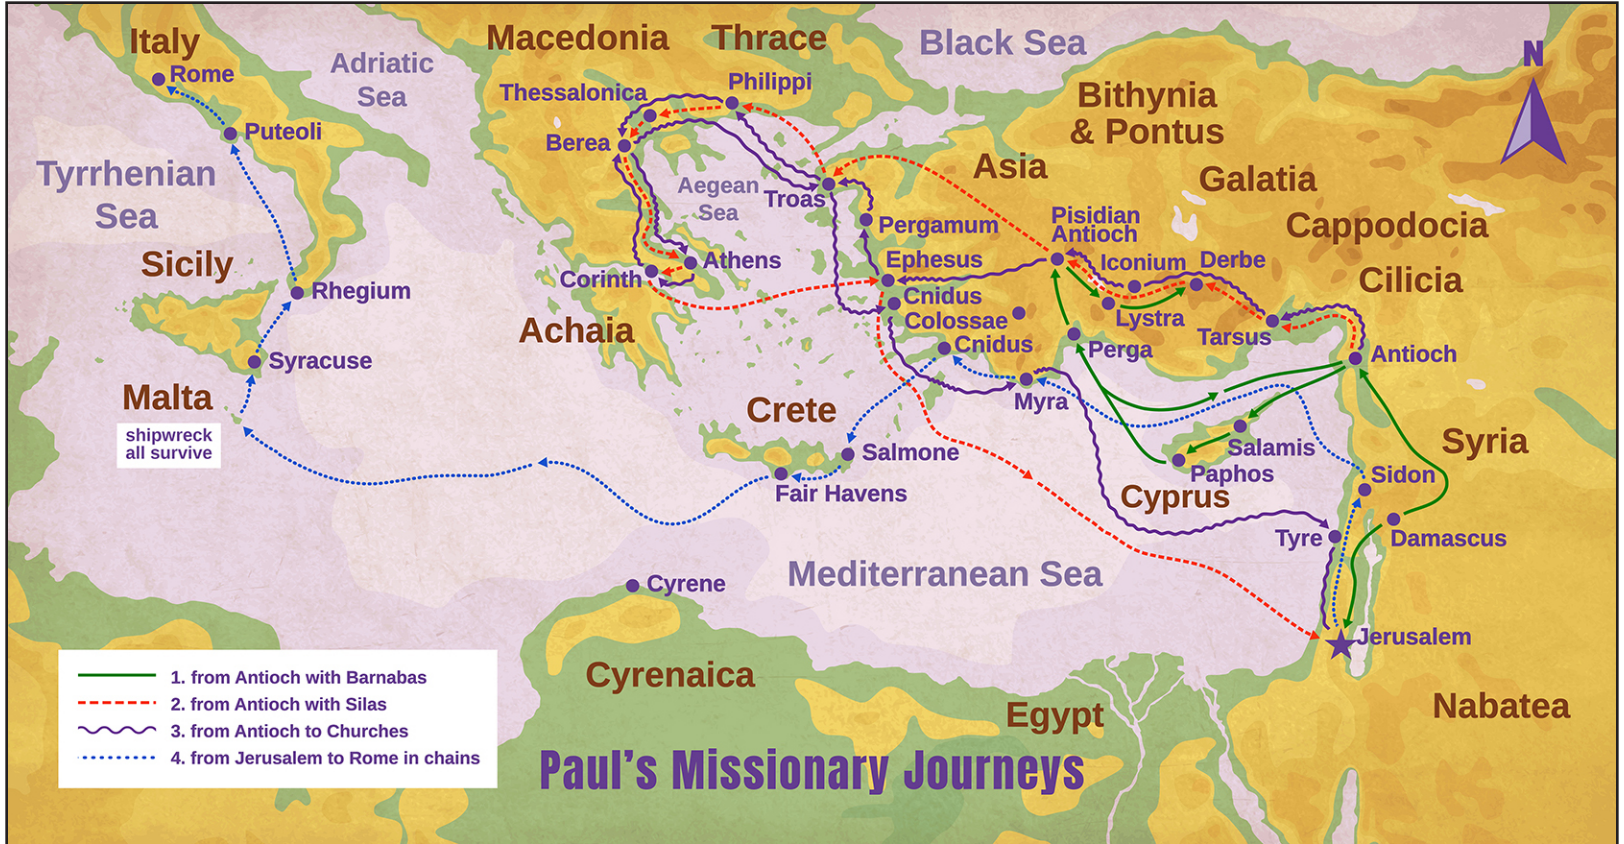 Italy
Macedonia
Thrace
Black Sea
N
Rome
Adriatic
Sea
Philippi
Thessalonica
Bithynia
& Pontus
Puteoli
Berea
Asia
Tyrrhenian
Sea
Aegean
Sea
Troas
Galatia
Pisidian
Antioch
Cappodocia
Pergamum
Sicily
Athens
Corinth
Ephesus
Iconium
Derbe
Cilicia
Rhegium
Cnidus
Colossae
Lystra
Achaia
Tarsus
Cnidus
Perga
Antioch
Syracuse
Malta
Myra
Crete
shipwreck
all survive
Salamis
Syria
Salmone
Paphos
Sidon
Fair Havens
Cyprus
Tyre
Damascus
Mediterranean Sea
Cyrene
Jerusalem
Cyrenaica
Egypt
Nabatea
1. from Antioch with Barnabas
2. from Antioch with Silas
3. from Antioch to Churches
4. from Jerusalem to Rome in chains
Paul's Missionary Journeys